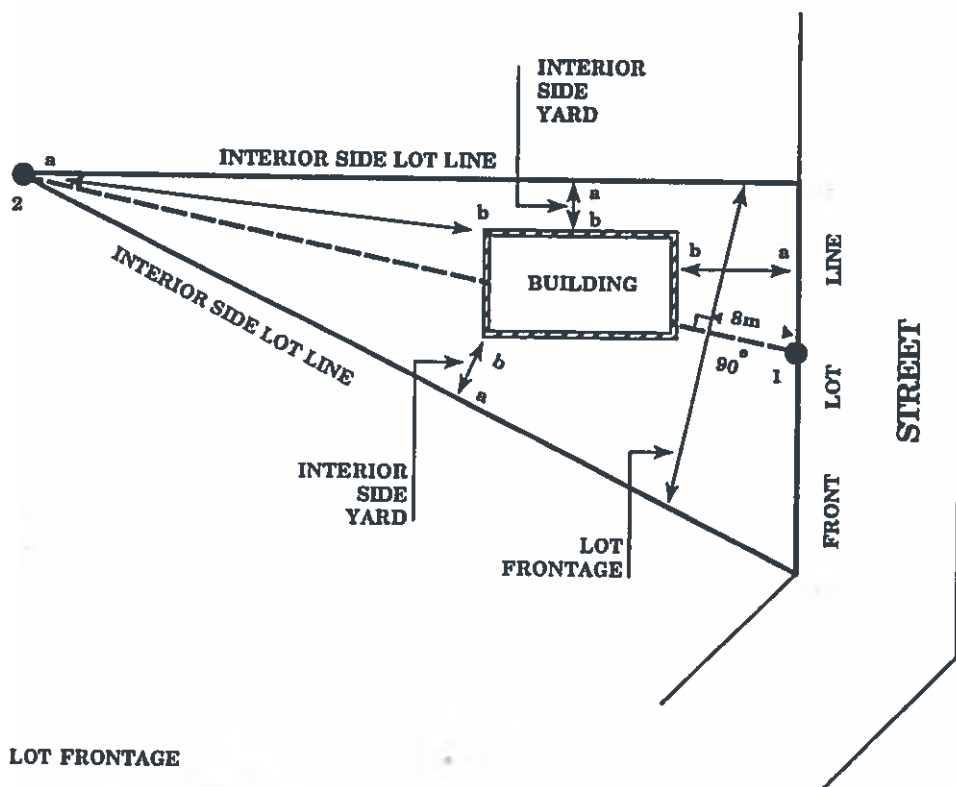 INTERIOR
SIDE
YARD
INTERIOR SIDE LOT LINE
a
2
a
b
b
b
a
LINE
BUILDING
8m
90°
1
LOT
INTERIOR SIDE LOT LINE
b
a
STREET
INTERIOR
SIDE
YARD
FRONT
LOT
FRONTAGE
LOT FRONTAGE